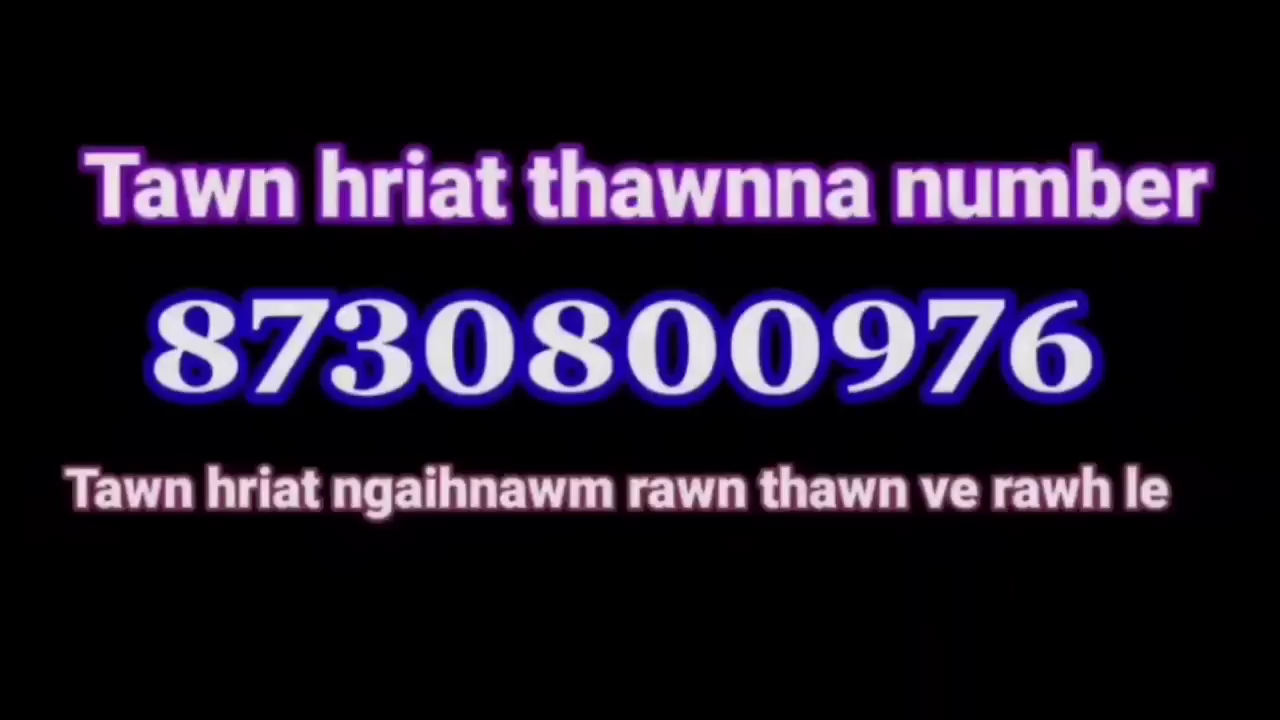 Tawn hriat thawnna number
8730800976
Tawn hriat ngaihnawm rawn thawn ve rawh le